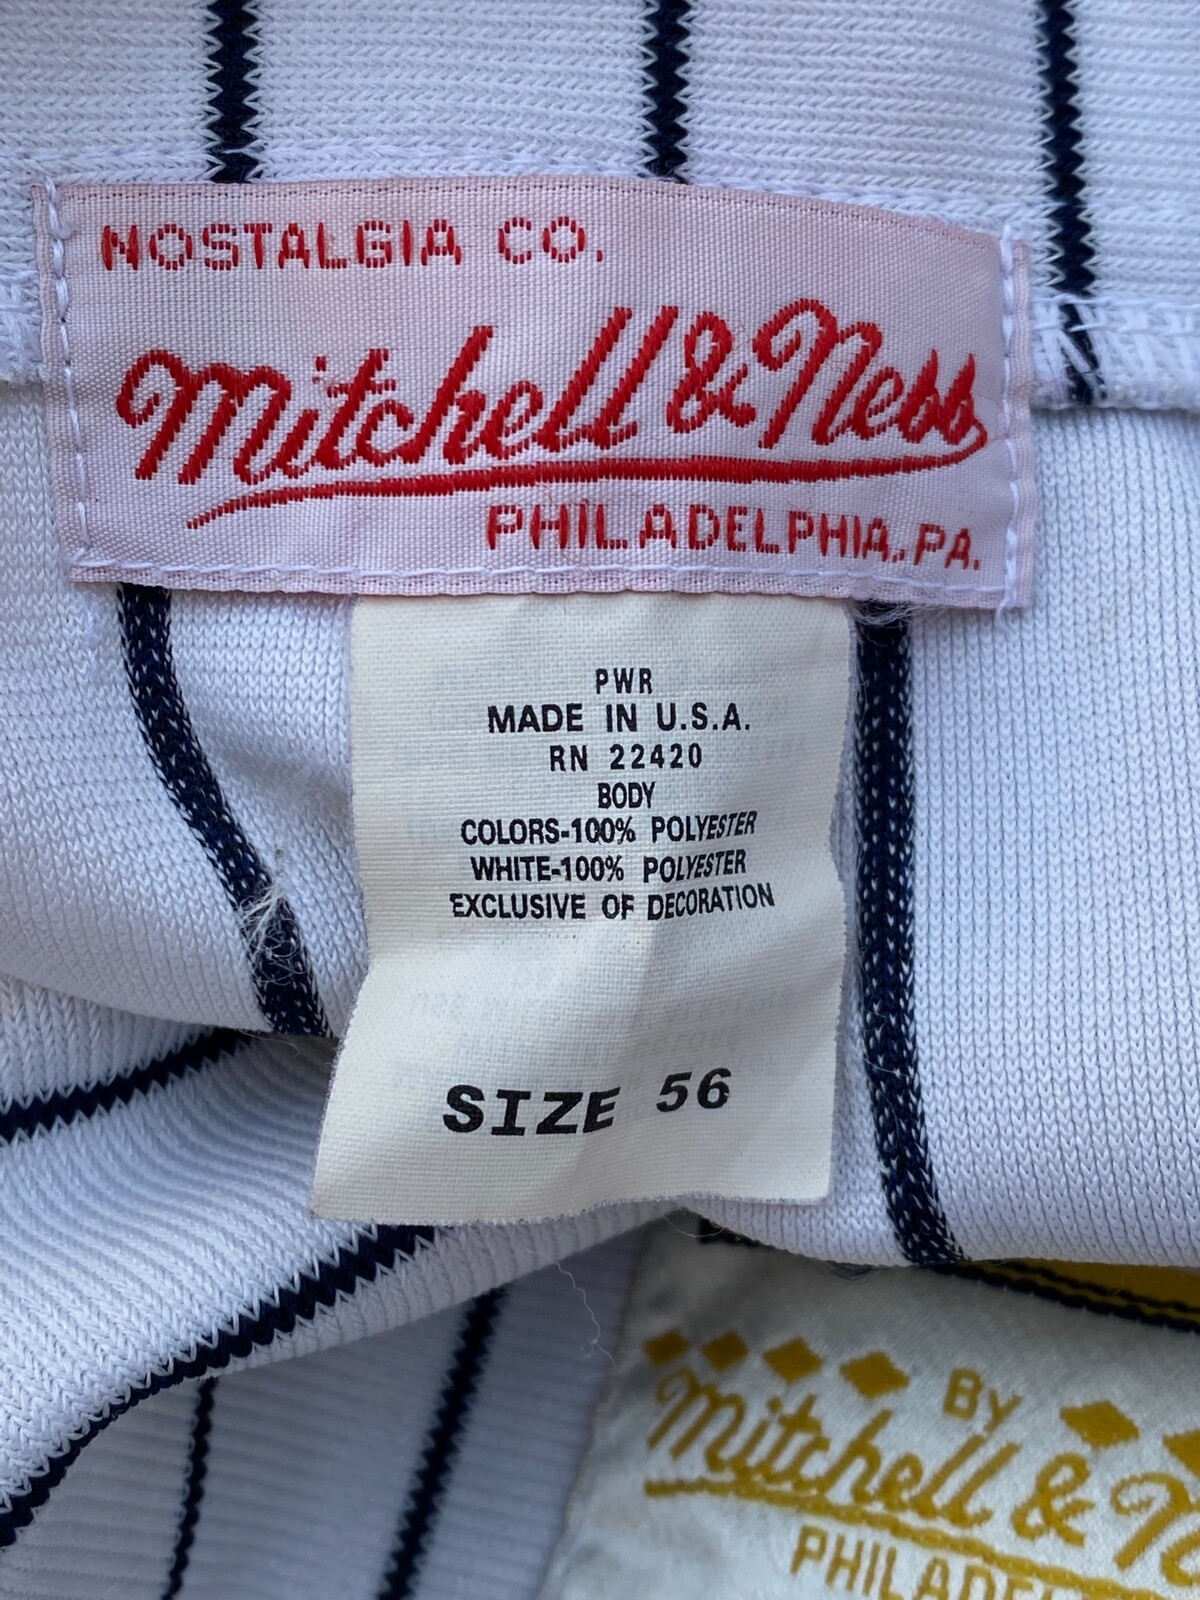 NOSTALGIA CO.
Mitchell & Ness
PHILADELPHIA, PA.
PWR
MADE IN U.S.A.
RN 22420
BODY
COLORS-100% POLYESTER
WHITE-100% POLYESTER
EXCLUSIVE OF DECORATION
SIZE 56
By
Mitchell &